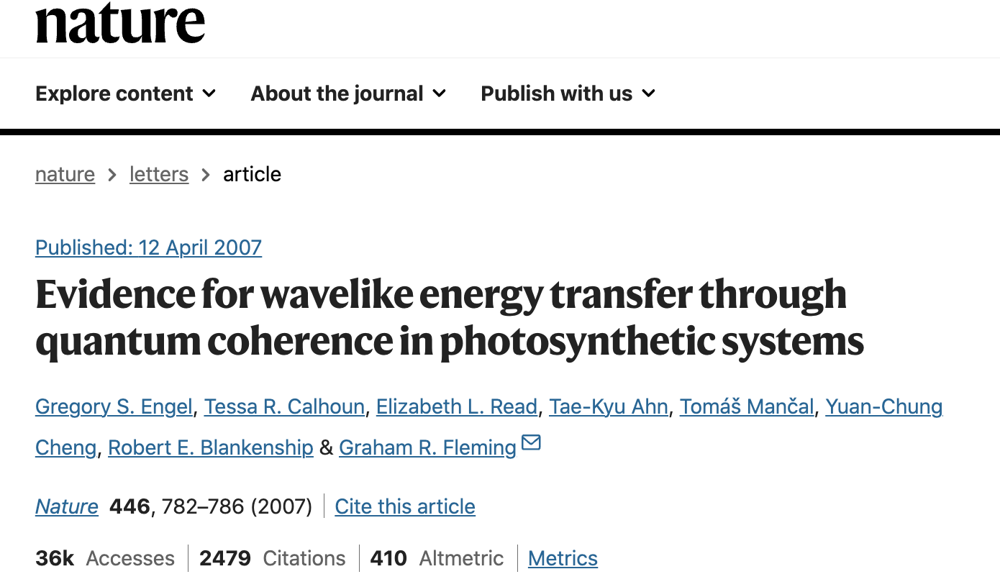 nature
Explore content About the journal Publish with us
nature > letters > article
Published: 12 April 2007
Evidence for wavelike energy transfer through
quantum coherence in photosynthetic systems
Gregory S. Engel, Tessa R. Calhoun, Elizabeth L. Read, Tae-Kyu Ahn, Tomáš Mančal, Yuan-Chung
Cheng, Robert E. Blankenship & Graham R. Fleming
Nature 446, 782–786 (2007) | Cite this article
36k Accesses | 2479 Citations | 410 Altmetric | Metrics